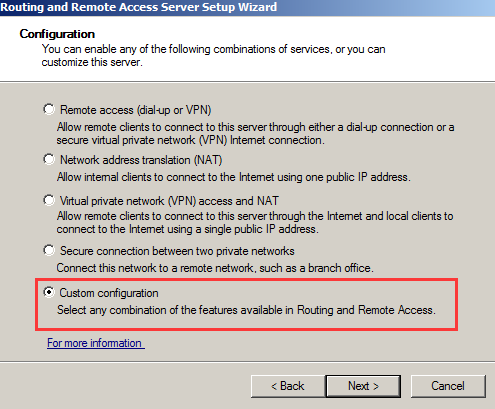 Routing and Remote Access Server Setup Wizard
Configuration
You can enable any of the following combinations of services, or you can
customize this server.
Remote access (dial-up or VPN)
Allow remote clients to connect to this server through either a dial-up connection or a
secure virtual private network (VPN) Internet connection.
Network address translation (NAT)
Allow internal clients to connect to the Internet using one public IP address.
Virtual private network (VPN) access and NAT
Allow remote clients to connect to this server through the Internet and local clients to
connect to the Internet using a single public IP address.
Secure connection between two private networks
Connect this network to a remote network, such as a branch office.
Custom configuration
Select any combination of the features available in Routing and Remote Access.
For more information
< Back
Next >
Cancel